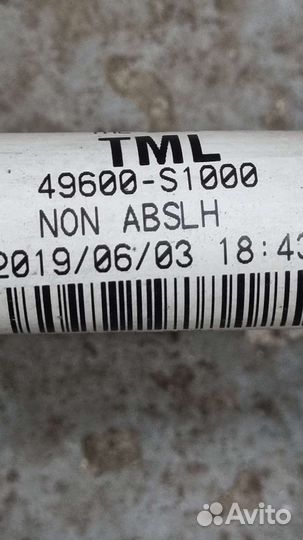 TML
49600-S1000
NON ABSLH
2019/06/03 18:43
Avito